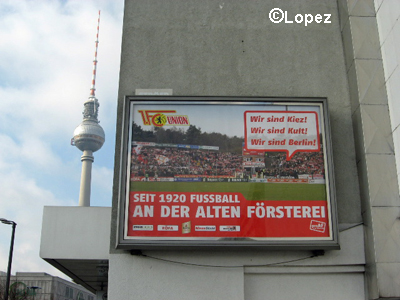 ©Lopez
1.FC UNION
Wir sind Kiez!
Wir sind Kult!
Wir sind Berlin!
SEIT 1920 FUSSBALL
AN DER ALTEN FÖRSTEREI